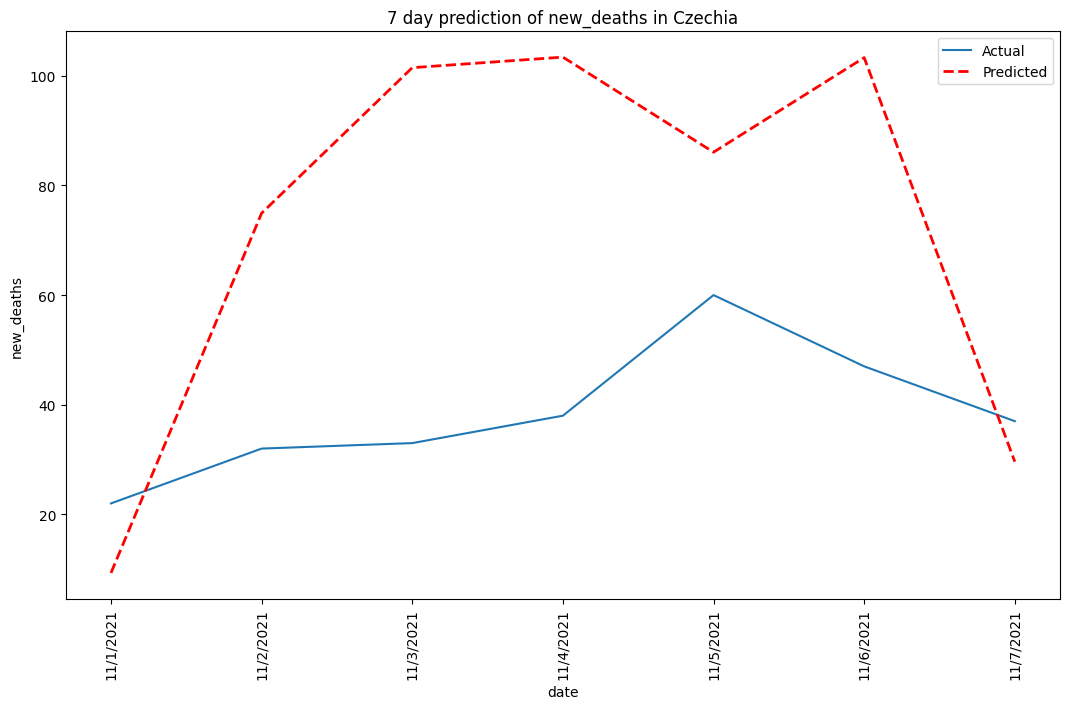 7 day prediction of new_deaths in Czechia
Actual
Predicted
new_deaths
100
80
60
40
20
11/1/2021
11/2/2021
11/3/2021
11/4/2021
11/5/2021
11/6/2021
11/7/2021
date